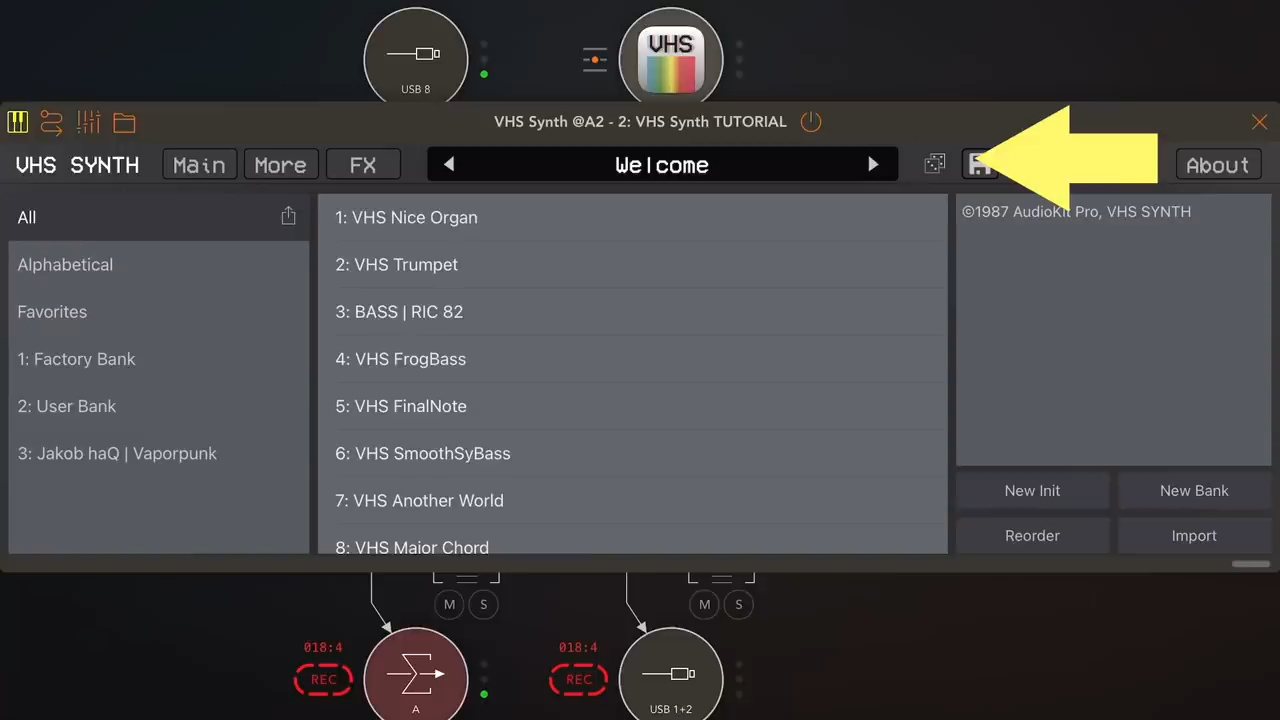 VHS
USB 8
VHS Synth @A2 - 2: VHS Synth TUTORIAL
VHS SYNTH
Main
More
FX
Welcome
About
All
Alphabetical
Favorites
1: Factory Bank
2: User Bank
3: Jakob haQ | Vaporpunk
1: VHS Nice Organ
2: VHS Trumpet
3: BASS | RIC 82
4: VHS FrogBass
5: VHS FinalNote
6: VHS SmoothSyBass
7: VHS Another World
8: VHS Major Chord
©1987 AudioKit Pro, VHS SYNTH
New Init
New Bank
Reorder
Import
M
S
M
S
018:4
REC
A
018:4
REC
USB 1+2